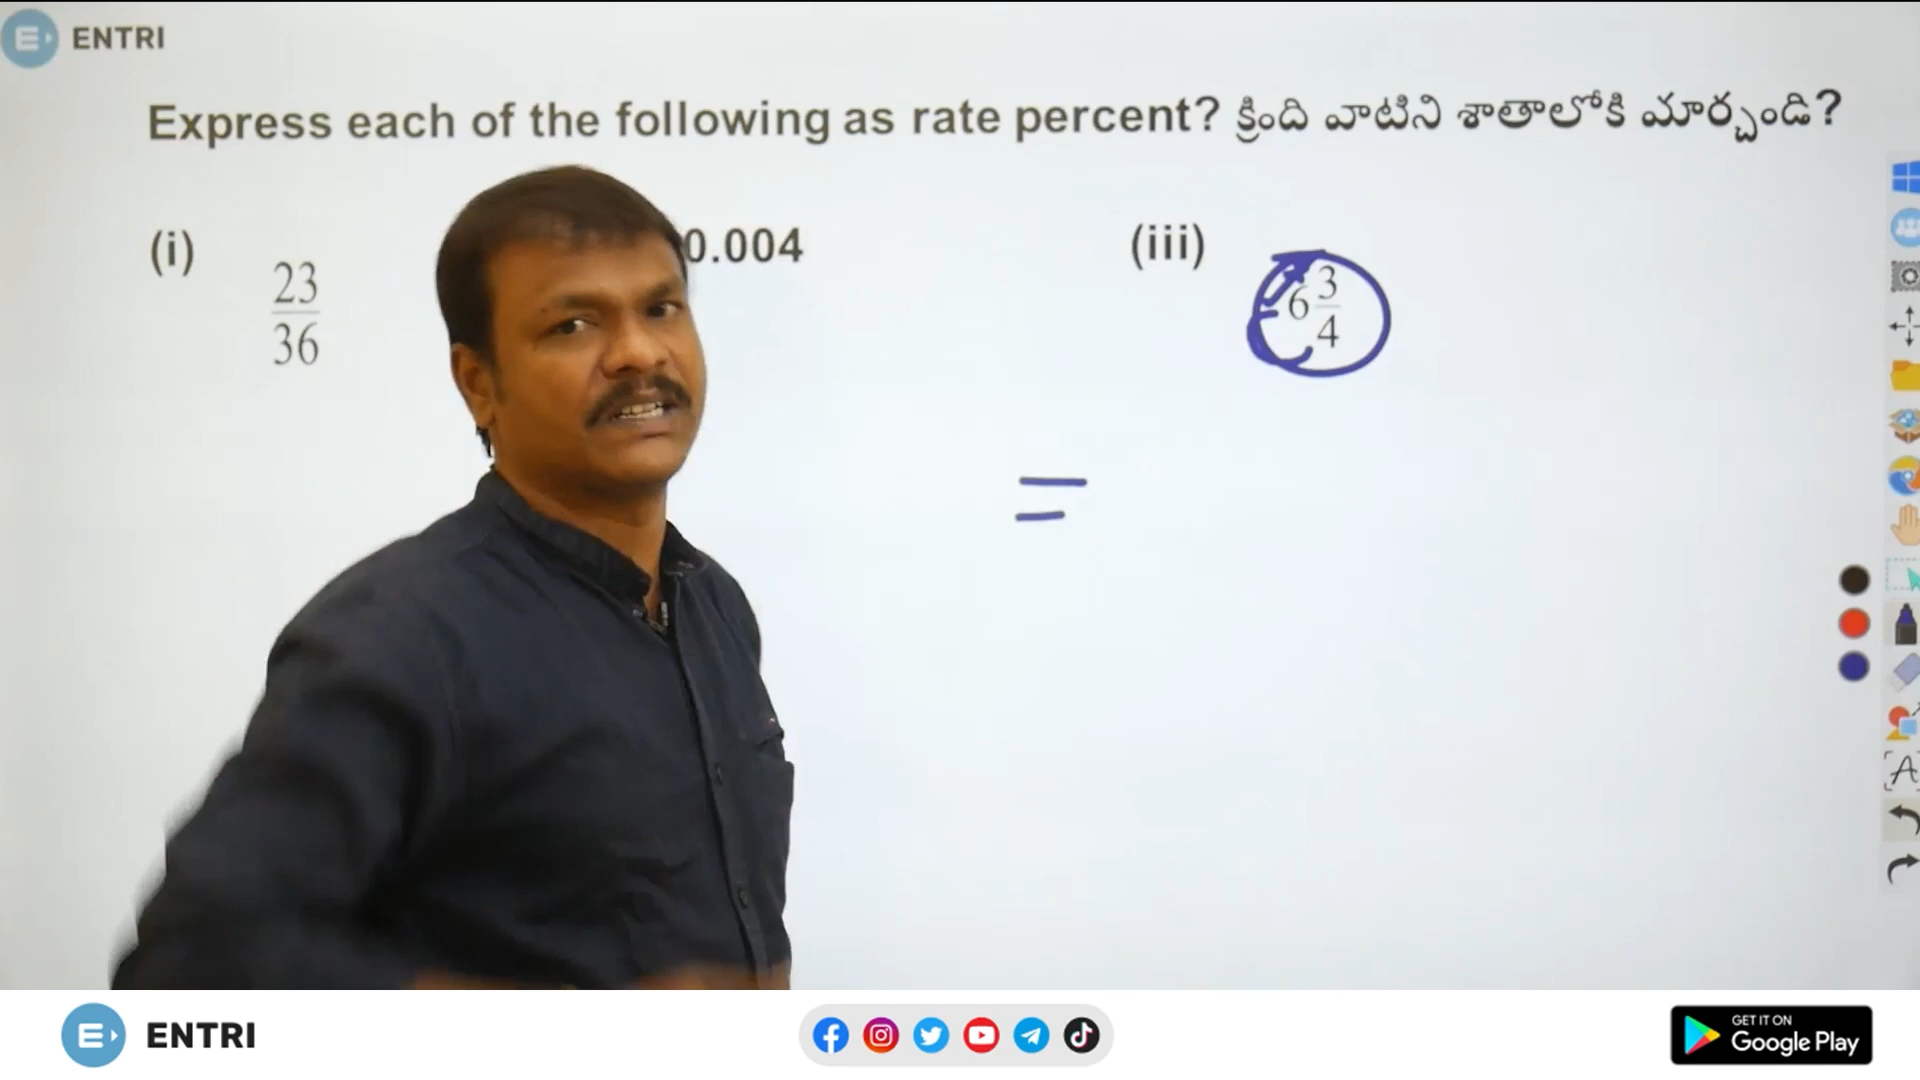 ENTRI
Express each of the following as rate percent? క్రింది వాటిని శాతాలోకి మార్చండి?
(i) 23/36
0.004
(iii) 6 3/4
=
ENTRI
GET IT ON
Google Play